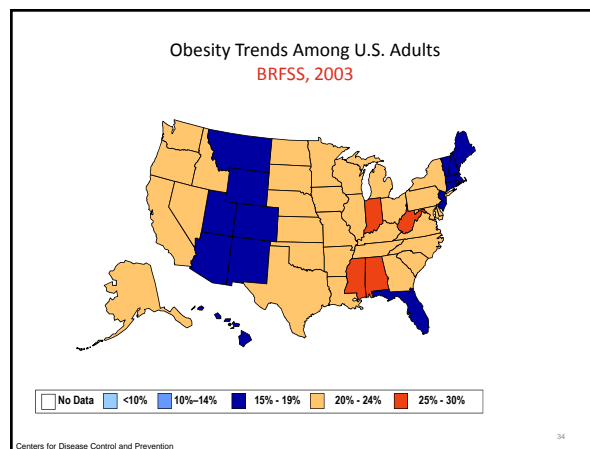 Obesity Trends Among U.S. Adults
BRFSS, 2003
No Data <10% 10%–14% 15% - 19% 20% - 24% 25% - 30%
34
Centers for Disease Control and Prevention